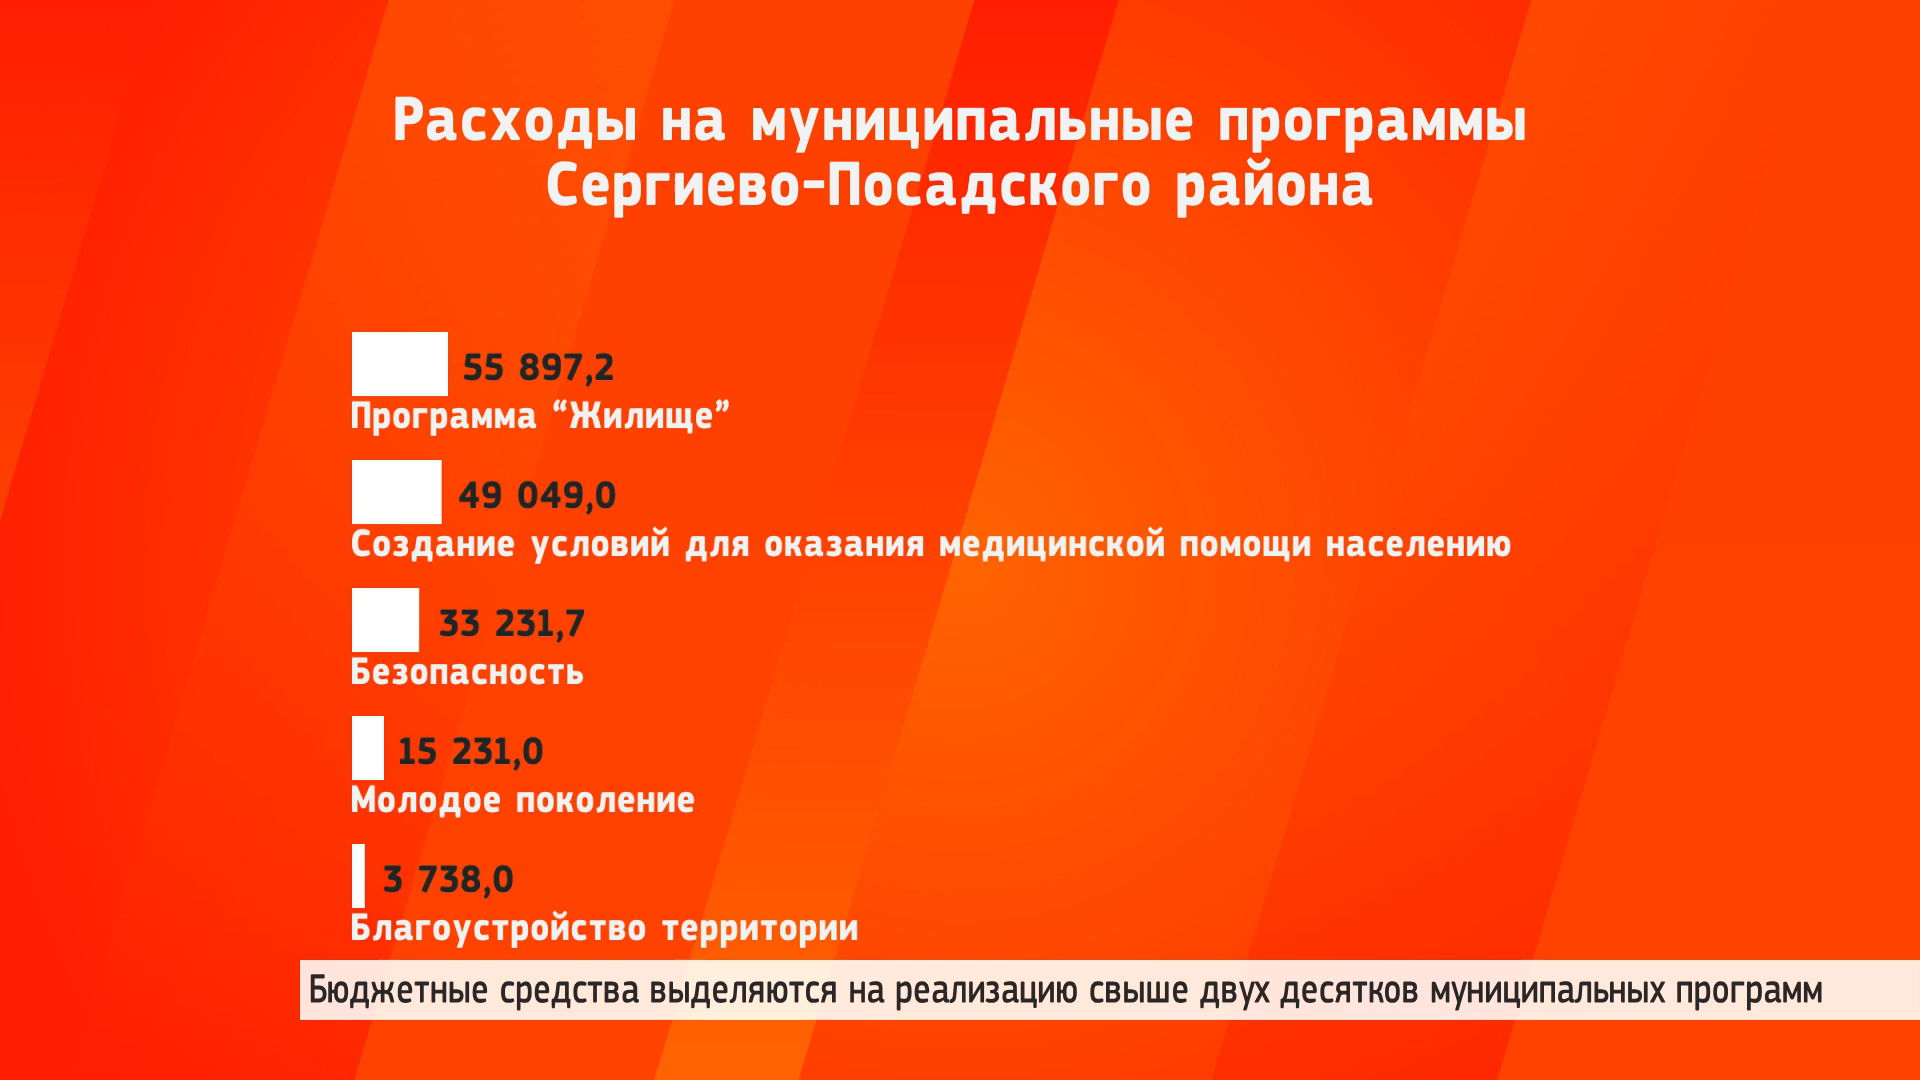 Расходы на муниципальные программы
Сергиево-Посадского района
55 897,2
Программа “Жилище”
49 049,0
Создание условий для оказания медицинской помощи населению
33 231,7
Безопасность
15 231,0
Молодое поколение
3 738,0
Благоустройство территории
Бюджетные средства выделяются на реализацию свыше двух десятков муниципальных программ